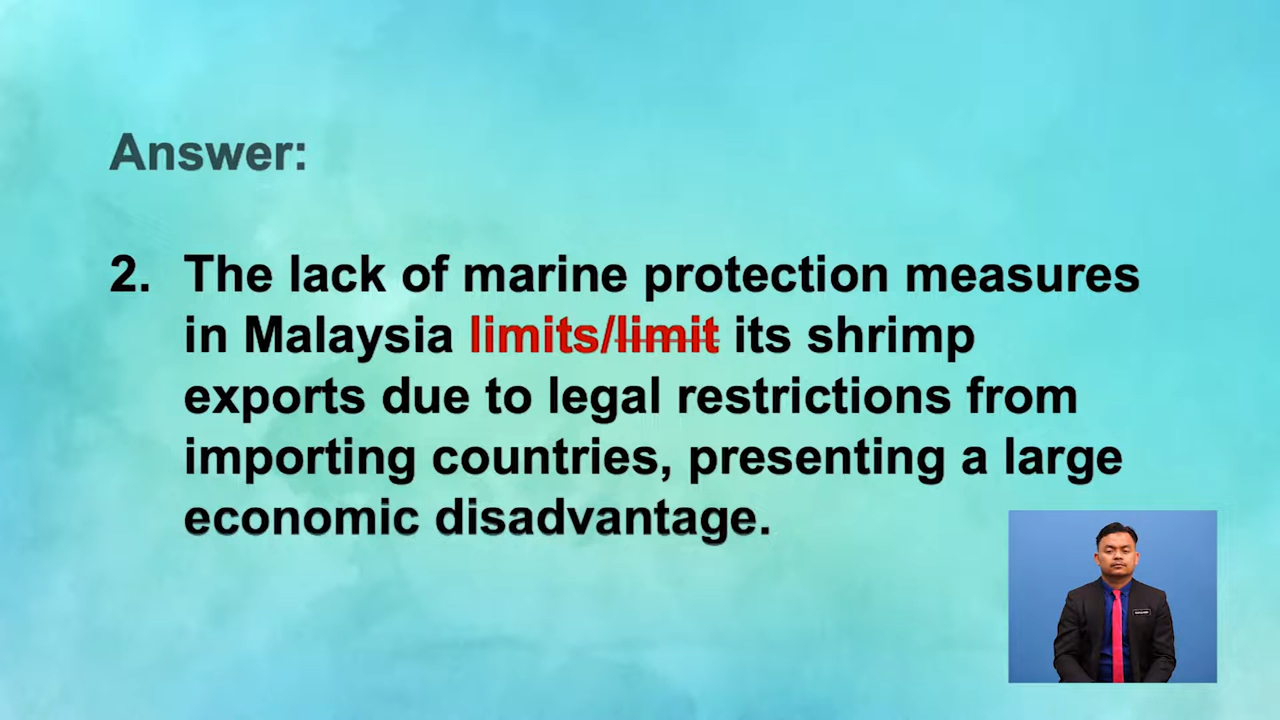 Answer:
2. The lack of marine protection measures
in Malaysia limits/limit its shrimp
exports due to legal restrictions from
importing countries, presenting a large
economic disadvantage.